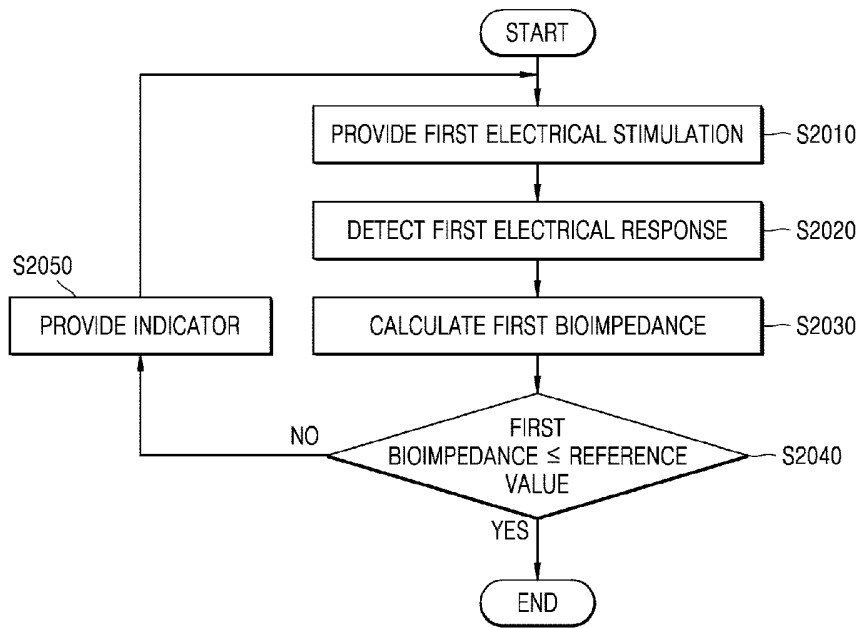 START
PROVIDE FIRST ELECTRICAL STIMULATION
S2010
DETECT FIRST ELECTRICAL RESPONSE
S2020
S2050
PROVIDE INDICATOR
CALCULATE FIRST BIOIMPEDANCE
S2030
NO
FIRST
BIOIMPEDANCE ≤ REFERENCE
VALUE
S2040
YES
END